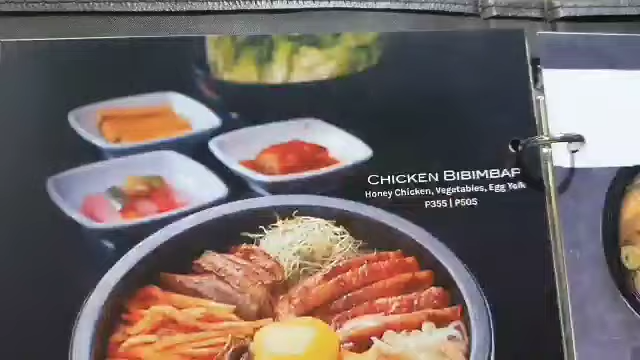 CHICKEN BIBIMBAP
Honey Chicken, Vegetables, Egg Yolk
P355 | P505